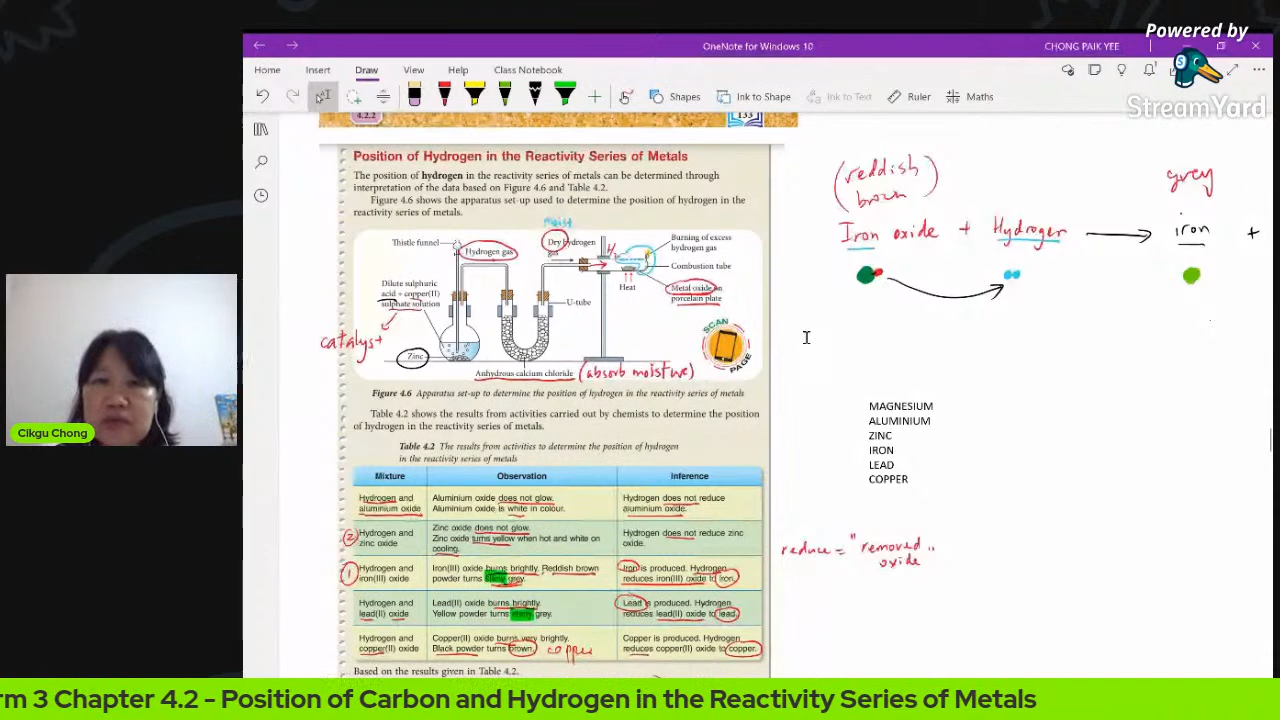 Powered by
StreamYard
OneNote for Windows 10
CHONG PAIK YEE
Home
Insert
Draw
View
Help
Class Notebook
Shapes
Ink to Shape
Ink to Text
Ruler
Maths
4.2.2
133
Position of Hydrogen in the Reactivity Series of Metals
The position of hydrogen in the reactivity series of metals can be determined through
interpretation of the data based on Figure 4.6 and Table 4.2.
Figure 4.6 shows the apparatus set-up used to determine the position of hydrogen in the
reactivity series of metals.
Moist
Thistle funnel
Hydrogen gas
Dry hydrogen
gas
Burning of excess
hydrogen gas
Combustion tube
Dilute sulphuric
acid + copper(II)
sulphate solution
Heat
Metal oxide on
porcelain plate
U-tube
catalyst
Zinc
SCAN
PAGE
Anhydrous calcium chloride
(absorb moisture)
Figure 4.6 Apparatus set-up to determine the position of hydrogen in the reactivity series of metals
Table 4.2 shows the results from activities carried out by chemists to determine the position
of hydrogen in the reactivity series of metals.
Table 4.2 The results from activities to determine the position of hydrogen
in the reactivity series of metals
Mixture
Observation
Inference
Hydrogen and
aluminium oxide
Aluminium oxide does not glow.
Aluminium oxide is white in colour.
Hydrogen does not reduce
aluminium oxide.
2
Hydrogen and
zinc oxide
Zinc oxide does not glow.
Zinc oxide turns yellow when hot and white on
cooling.
Hydrogen does not reduce zinc
oxide.
1
Hydrogen and
iron(III) oxide
Iron(III) oxide burns brightly. Reddish brown
powder turns shiny grey.
Iron is produced. Hydrogen
reduces iron(III) oxide to iron.
Hydrogen and
lead(II) oxide
Lead(II) oxide burns brightly.
Yellow powder turns shiny grey.
Lead is produced. Hydrogen
reduces lead(II) oxide to lead.
Hydrogen and
copper(II) oxide
Copper(II) oxide burns very brightly.
Black powder turns brown.
copper
Copper is produced. Hydrogen
reduces copper(II) oxide to copper.
Based on the results given in Table 4.2.
(reddish
brown)
grey
Iron oxide + Hydrogen → iron +
MAGNESIUM
ALUMINIUM
ZINC
IRON
LEAD
COPPER
reduce = "removed"
oxide
Cikgu Chong
rm 3 Chapter 4.2 - Position of Carbon and Hydrogen in the Reactivity Series of Metals